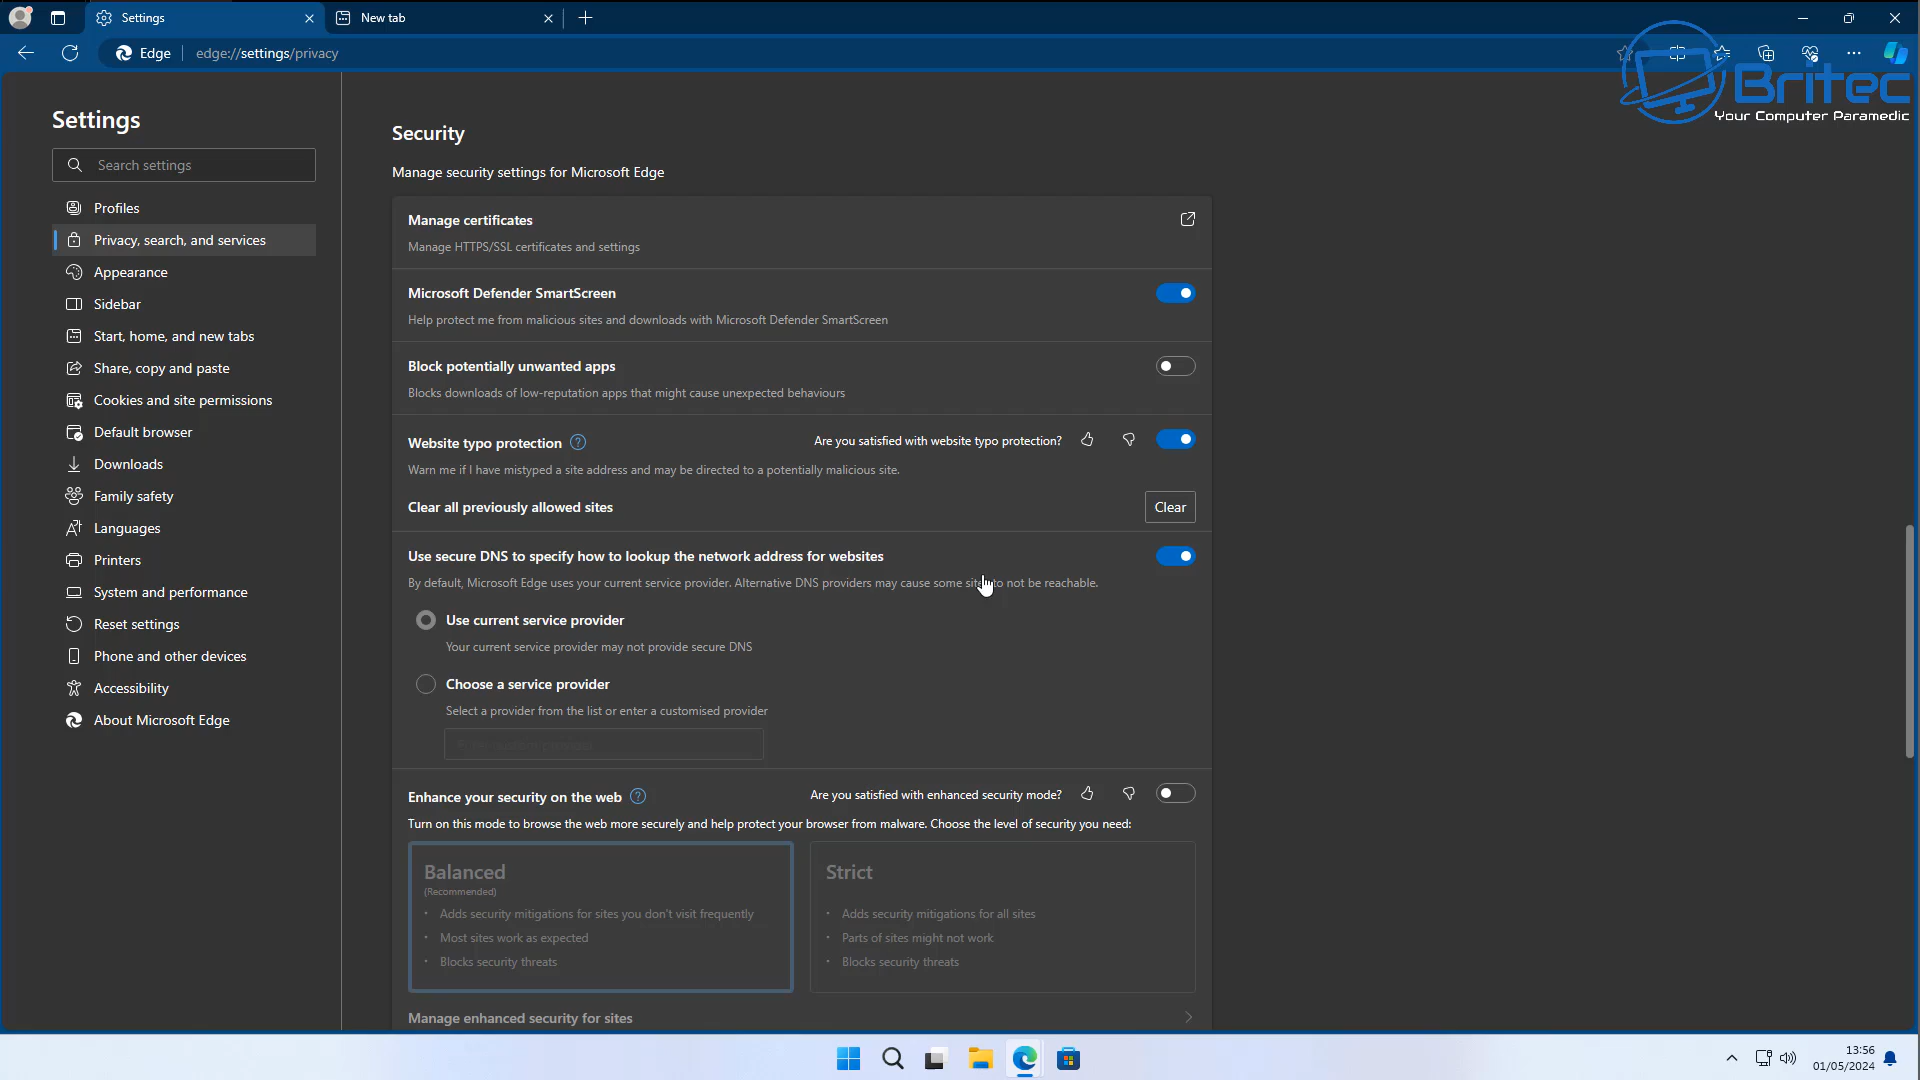 Settings
New tab
Edge
edge://settings/privacy
Britec
Your Computer Paramedic
Settings
Search settings
Profiles
Privacy, search, and services
Appearance
Sidebar
Start, home, and new tabs
Share, copy and paste
Cookies and site permissions
Default browser
Downloads
Family safety
Languages
Printers
System and performance
Reset settings
Phone and other devices
Accessibility
About Microsoft Edge
Security
Manage security settings for Microsoft Edge
Manage certificates
Manage HTTPS/SSL certificates and settings
Microsoft Defender SmartScreen
Help protect me from malicious sites and downloads with Microsoft Defender SmartScreen
Block potentially unwanted apps
Blocks downloads of low-reputation apps that might cause unexpected behaviours
Website typo protection
Are you satisfied with website typo protection?
Warn me if I have mistyped a site address and may be directed to a potentially malicious site.
Clear all previously allowed sites
Clear
Use secure DNS to specify how to lookup the network address for websites
By default, Microsoft Edge uses your current service provider. Alternative DNS providers may cause some sites to not be reachable.
Use current service provider
Your current service provider may not provide secure DNS
Choose a service provider
Select a provider from the list or enter a customised provider
Enter custom provider
Enhance your security on the web
Are you satisfied with enhanced security mode?
Turn on this mode to browse the web more securely and help protect your browser from malware. Choose the level of security you need:
Balanced
(Recommended)
• Adds security mitigations for sites you don't visit frequently
• Most sites work as expected
• Blocks security threats
Strict
• Adds security mitigations for all sites
• Parts of sites might not work
• Blocks security threats
Manage enhanced security for sites
13:56
01/05/2024